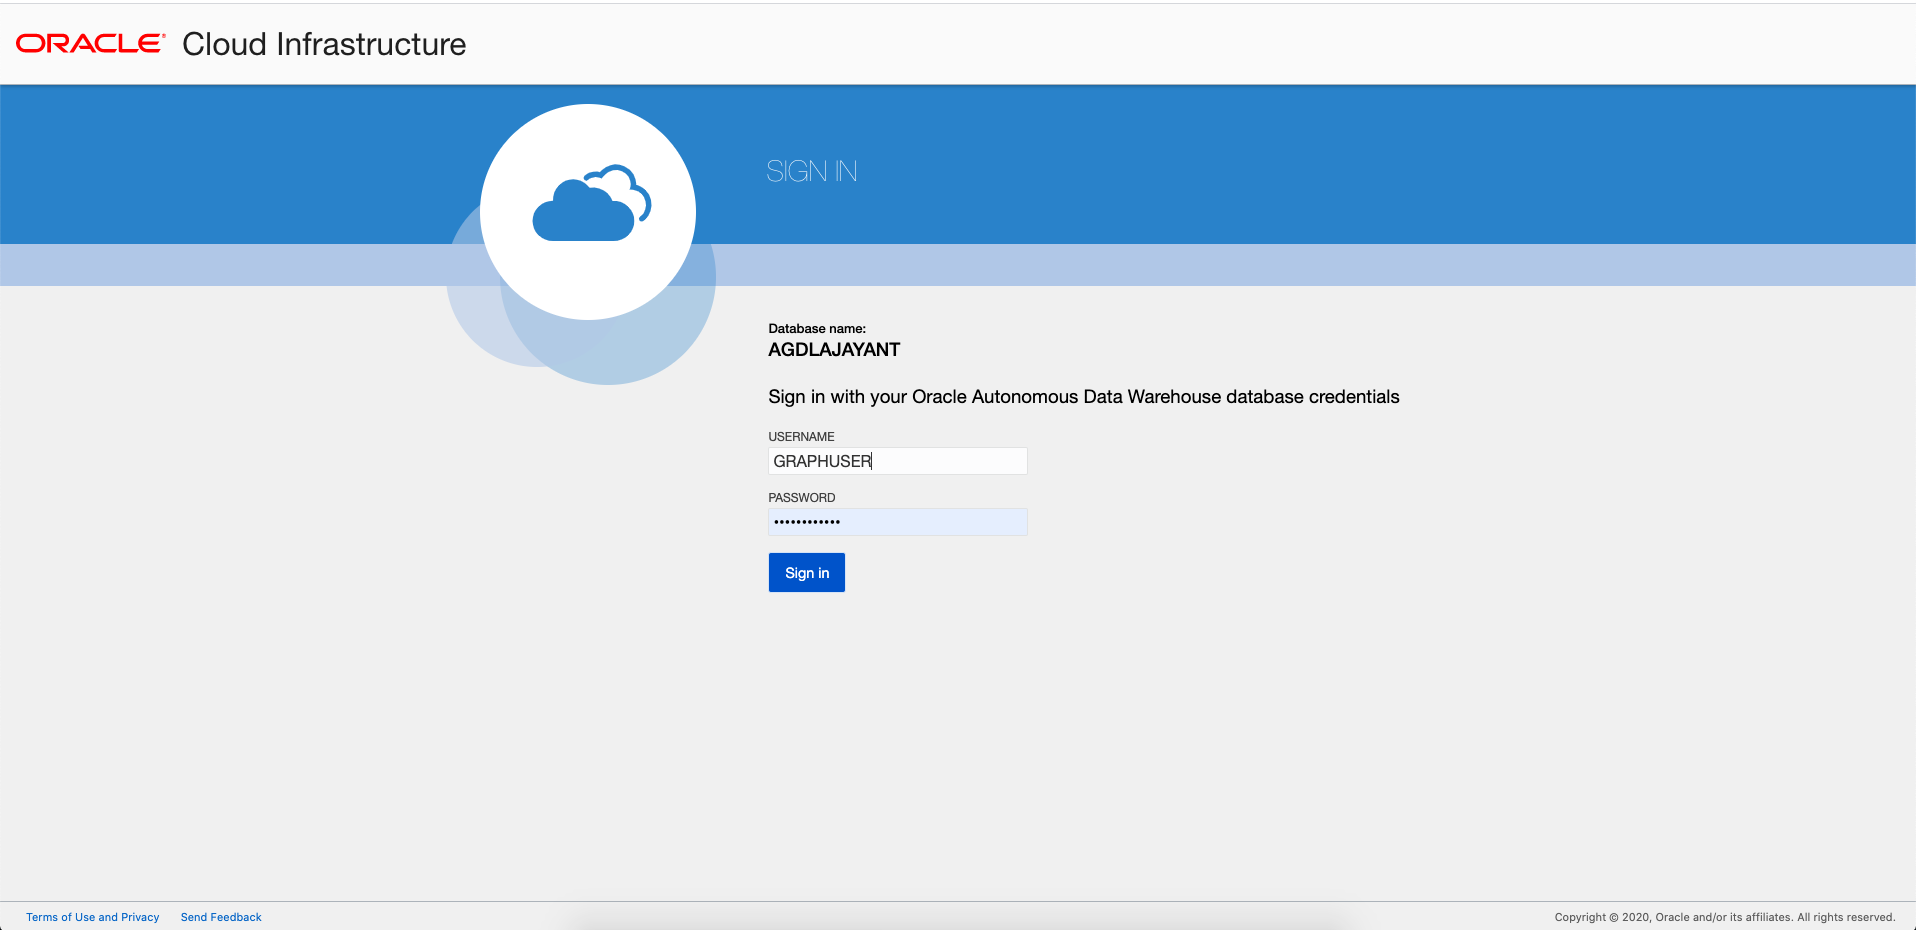 ORACLE® Cloud Infrastructure
SIGN IN
Database name:
AGDLAJAYANT
Sign in with your Oracle Autonomous Data Warehouse database credentials
USERNAME
GRAPHUSER
PASSWORD
••••••••••••
Sign in
Terms of Use and Privacy Send Feedback Copyright © 2020, Oracle and/or its affiliates. All rights reserved.